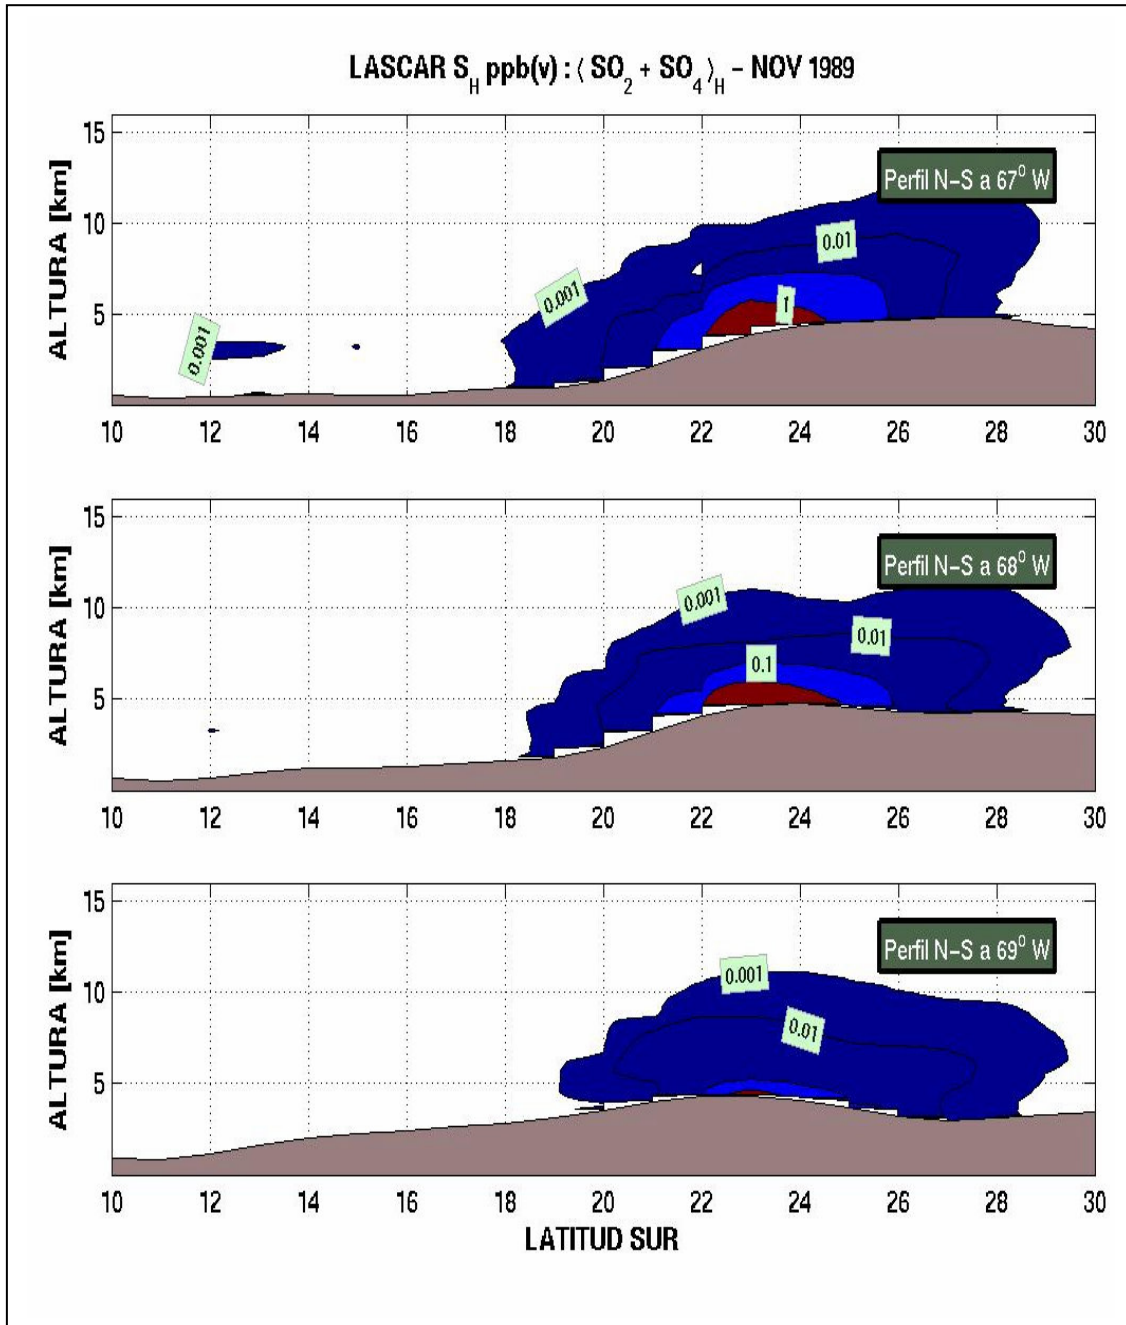 LASCAR S_H ppb(v) : ⟨ SO_2 + SO_4 ⟩_H – NOV 1989
ALTURA [km]
15
10
5
Perfil N–S a 67° W
0.01
0.001
1
0.001
10 12 14 16 18 20 22 24 26 28 30
ALTURA [km]
15
10
5
Perfil N–S a 68° W
0.001
0.01
0.1
10 12 14 16 18 20 22 24 26 28 30
ALTURA [km]
15
10
5
Perfil N–S a 69° W
0.001
0.01
10 12 14 16 18 20 22 24 26 28 30
LATITUD SUR